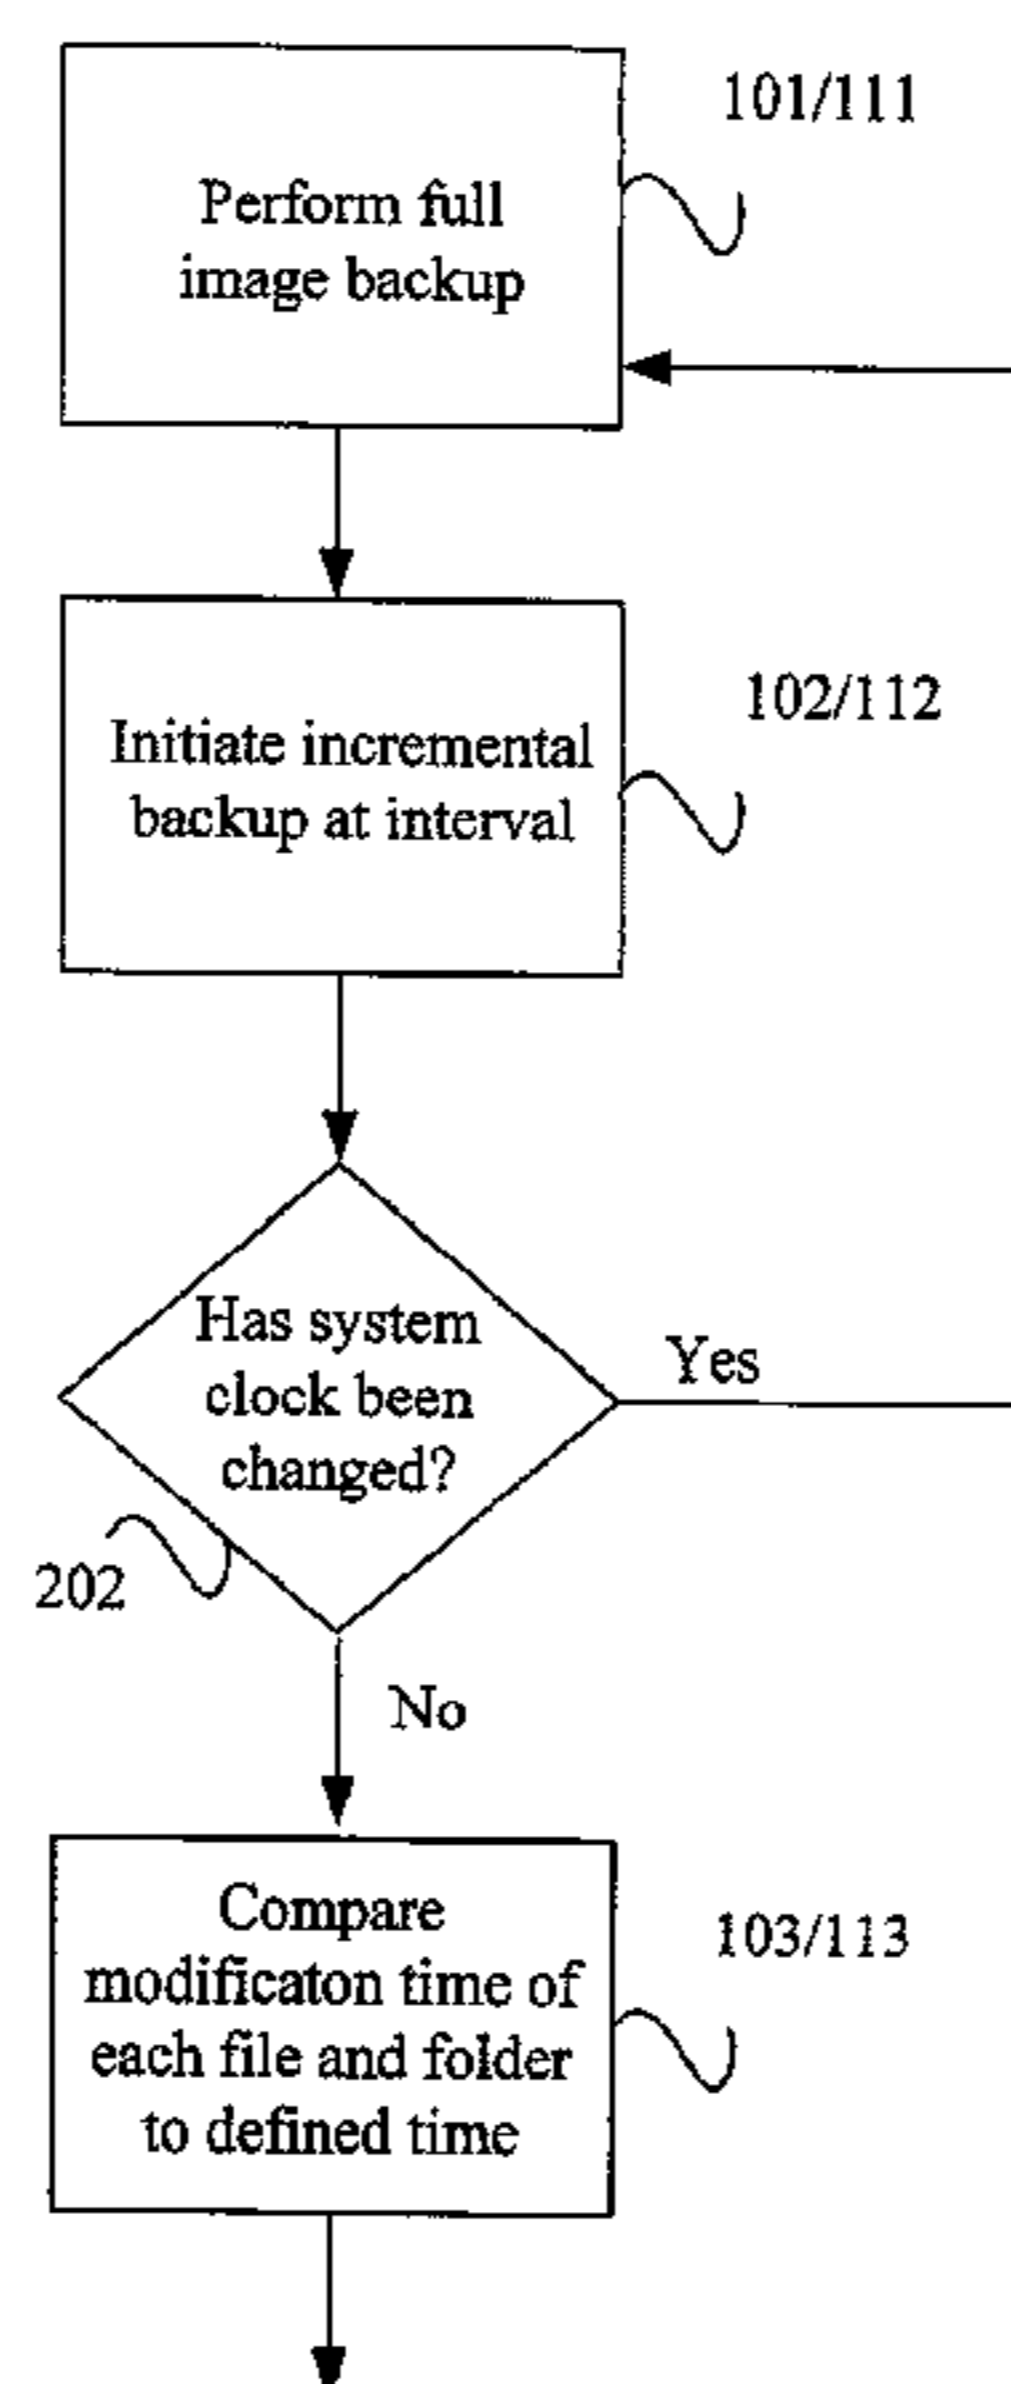 101/111
Perform full
image backup
102/112
Initiate incremental
backup at interval
Has system
clock been
changed?
Yes
202
No
Compare
modificaton time of
each file and folder
to defined time
103/113